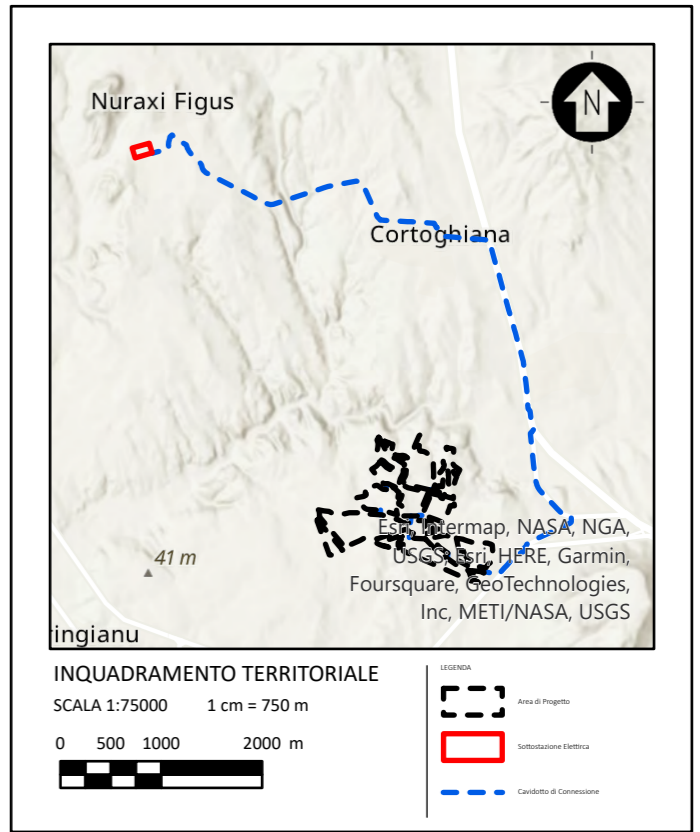 Nuraxi Figus
N
Cortoghiana
Esri, Intermap, NASA, NGA,
USGS, Esri, HERE, Garmin,
Foursquare, GeoTechnologies,
Inc, METI/NASA, USGS
41 m
ringianu
INQUADRAMENTO TERRITORIALE
SCALA 1:75000 1 cm = 750 m
0 500 1000 2000 m
LEGENDA
Area di Progetto
Sottostazione Elettirca
Cavidotto di Connessione